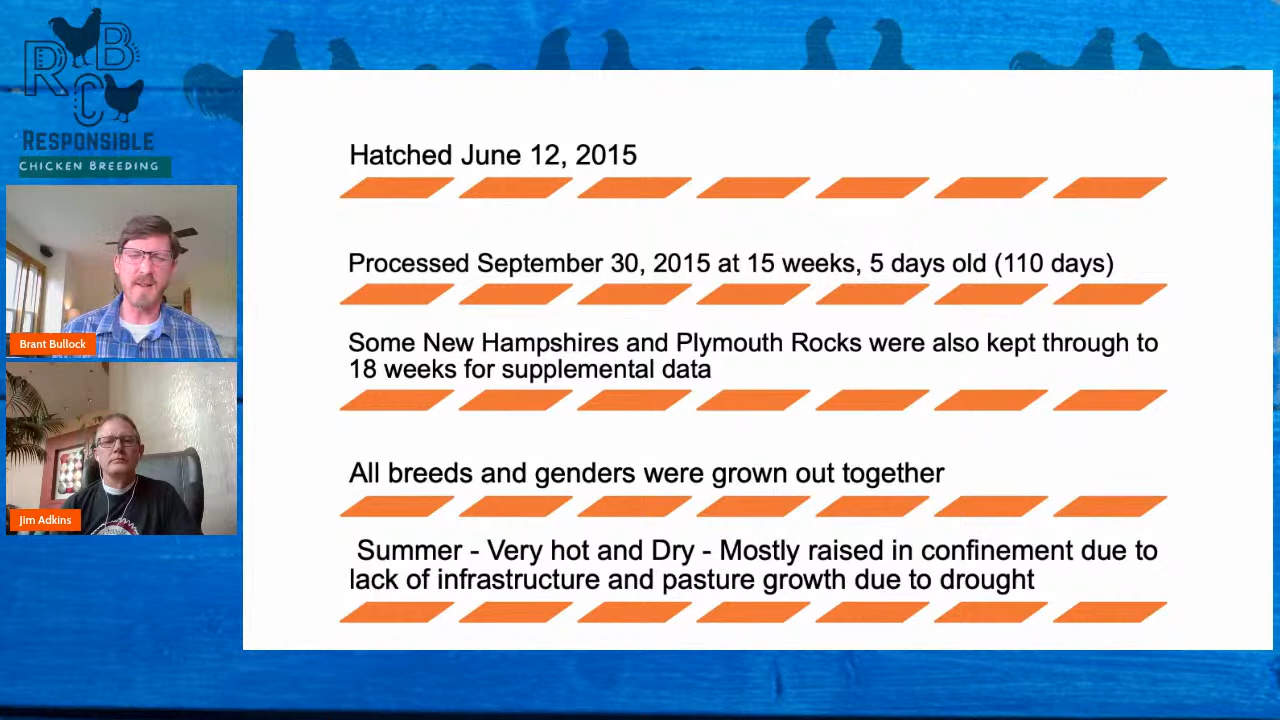 RBC
RESPONSIBLE
CHICKEN BREEDING
Brant Bullock
Jim Adkins
Hatched June 12, 2015
Processed September 30, 2015 at 15 weeks, 5 days old (110 days)
Some New Hampshires and Plymouth Rocks were also kept through to
18 weeks for supplemental data
All breeds and genders were grown out together
Summer - Very hot and Dry - Mostly raised in confinement due to
lack of infrastructure and pasture growth due to drought